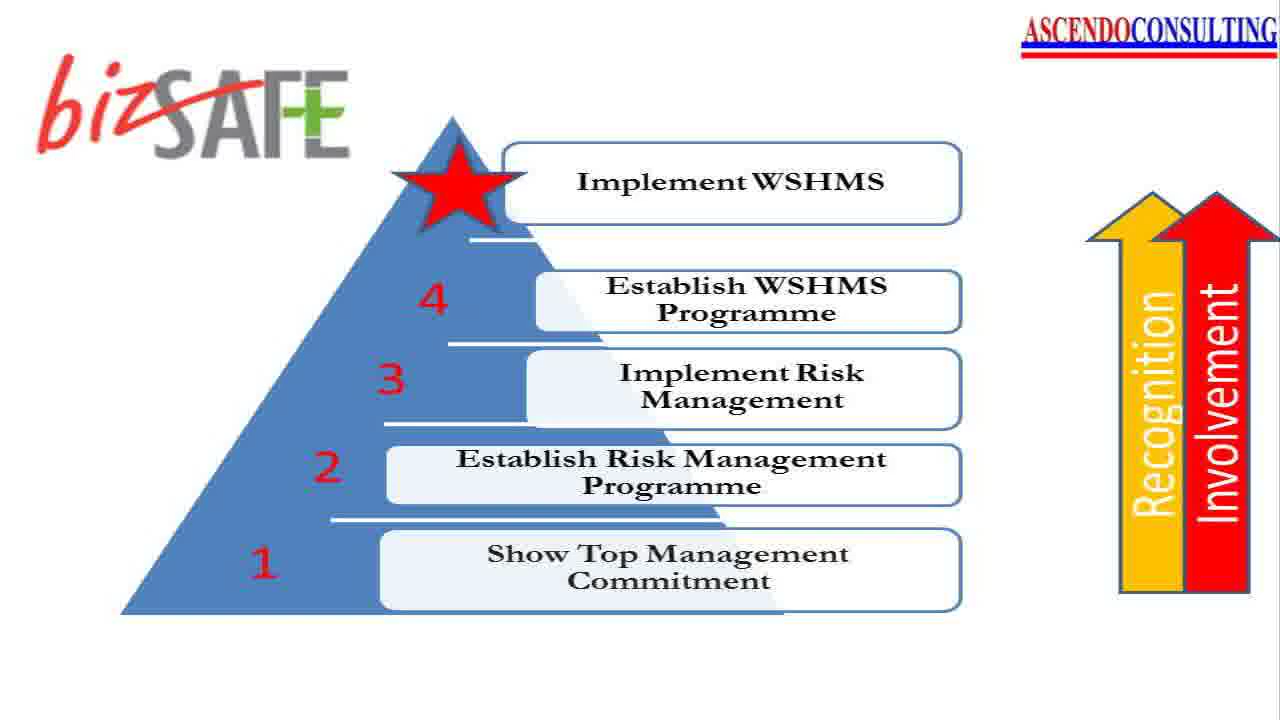 ASCENDOCONSULTING
bizSAFE
Implement WSHMS
4
Establish WSHMS
Programme
3
Implement Risk
Management
2
Establish Risk Management
Programme
1
Show Top Management
Commitment
Recognition
Involvement